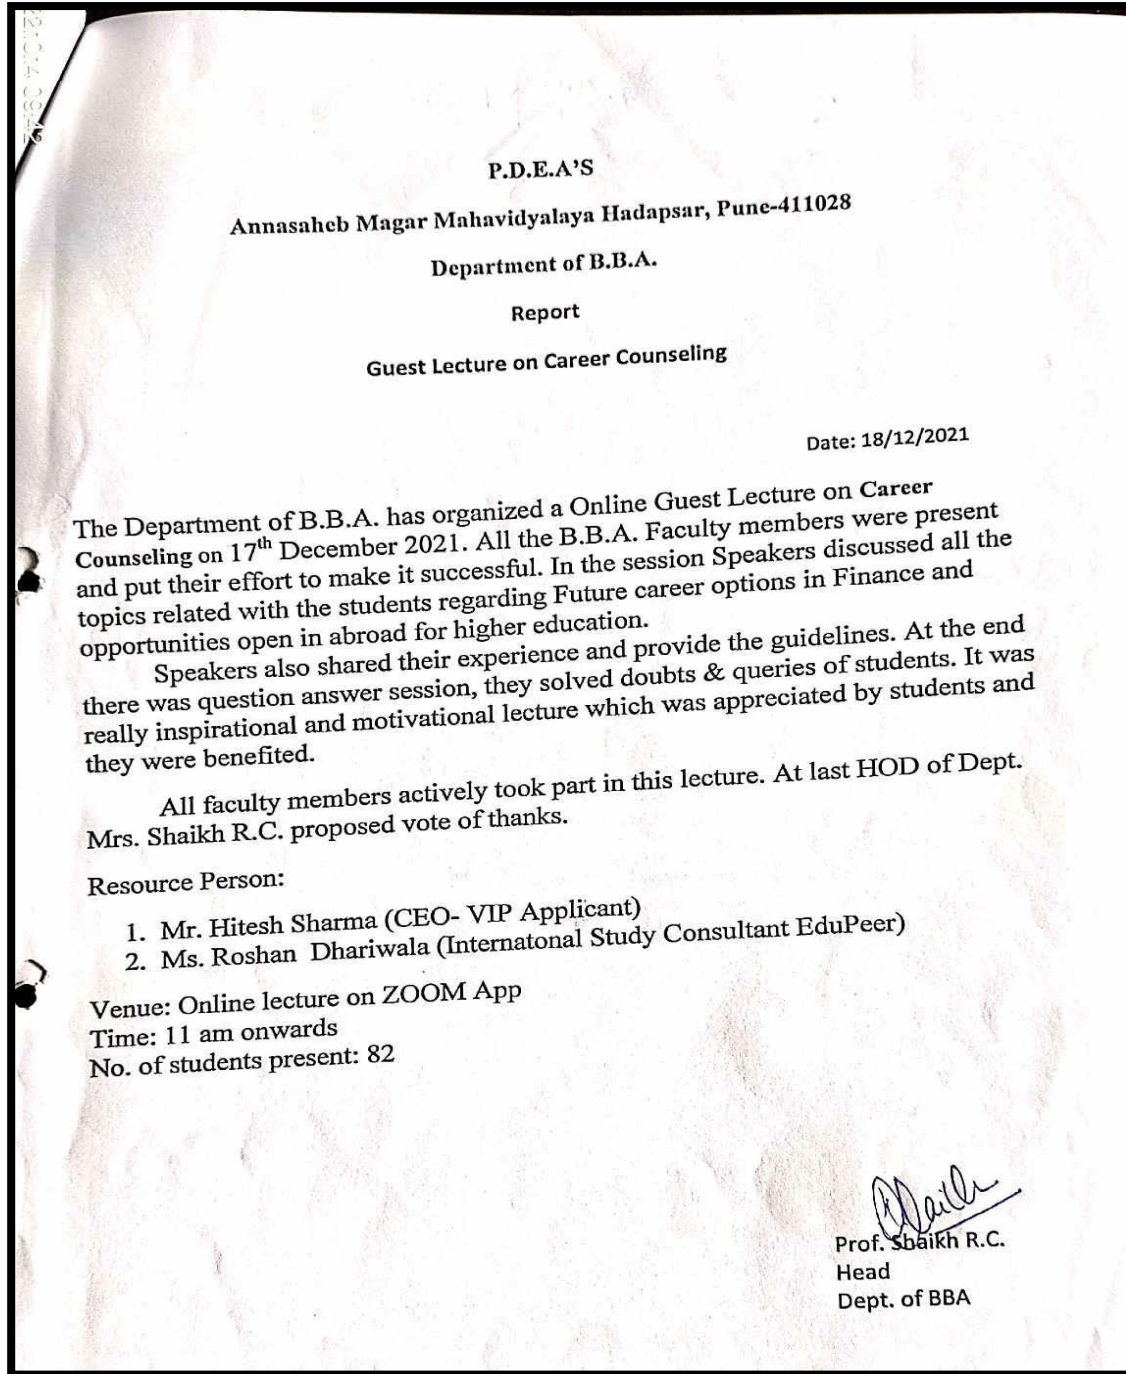 P.D.E.A'S
Annasaheb Magar Mahavidyalaya Hadapsar, Pune-411028
Department of B.B.A.
Report
Guest Lecture on Career Counseling
Date: 18/12/2021
The Department of B.B.A. has organized a Online Guest Lecture on Career
Counseling on 17th December 2021. All the B.B.A. Faculty members were present
and put their effort to make it successful. In the session Speakers discussed all the
topics related with the students regarding Future career options in Finance and
opportunities open in abroad for higher education.
Speakers also shared their experience and provide the guidelines. At the end
there was question answer session, they solved doubts & queries of students. It was
really inspirational and motivational lecture which was appreciated by students and
they were benefited.
All faculty members actively took part in this lecture. At last HOD of Dept.
Mrs. Shaikh R.C. proposed vote of thanks.
Resource Person:
1. Mr. Hitesh Sharma (CEO- VIP Applicant)
2. Ms. Roshan Dhariwala (Internatonal Study Consultant EduPeer)
Venue: Online lecture on ZOOM App
Time: 11 am onwards
No. of students present: 82
Prof. Shaikh R.C.
Head
Dept. of BBA